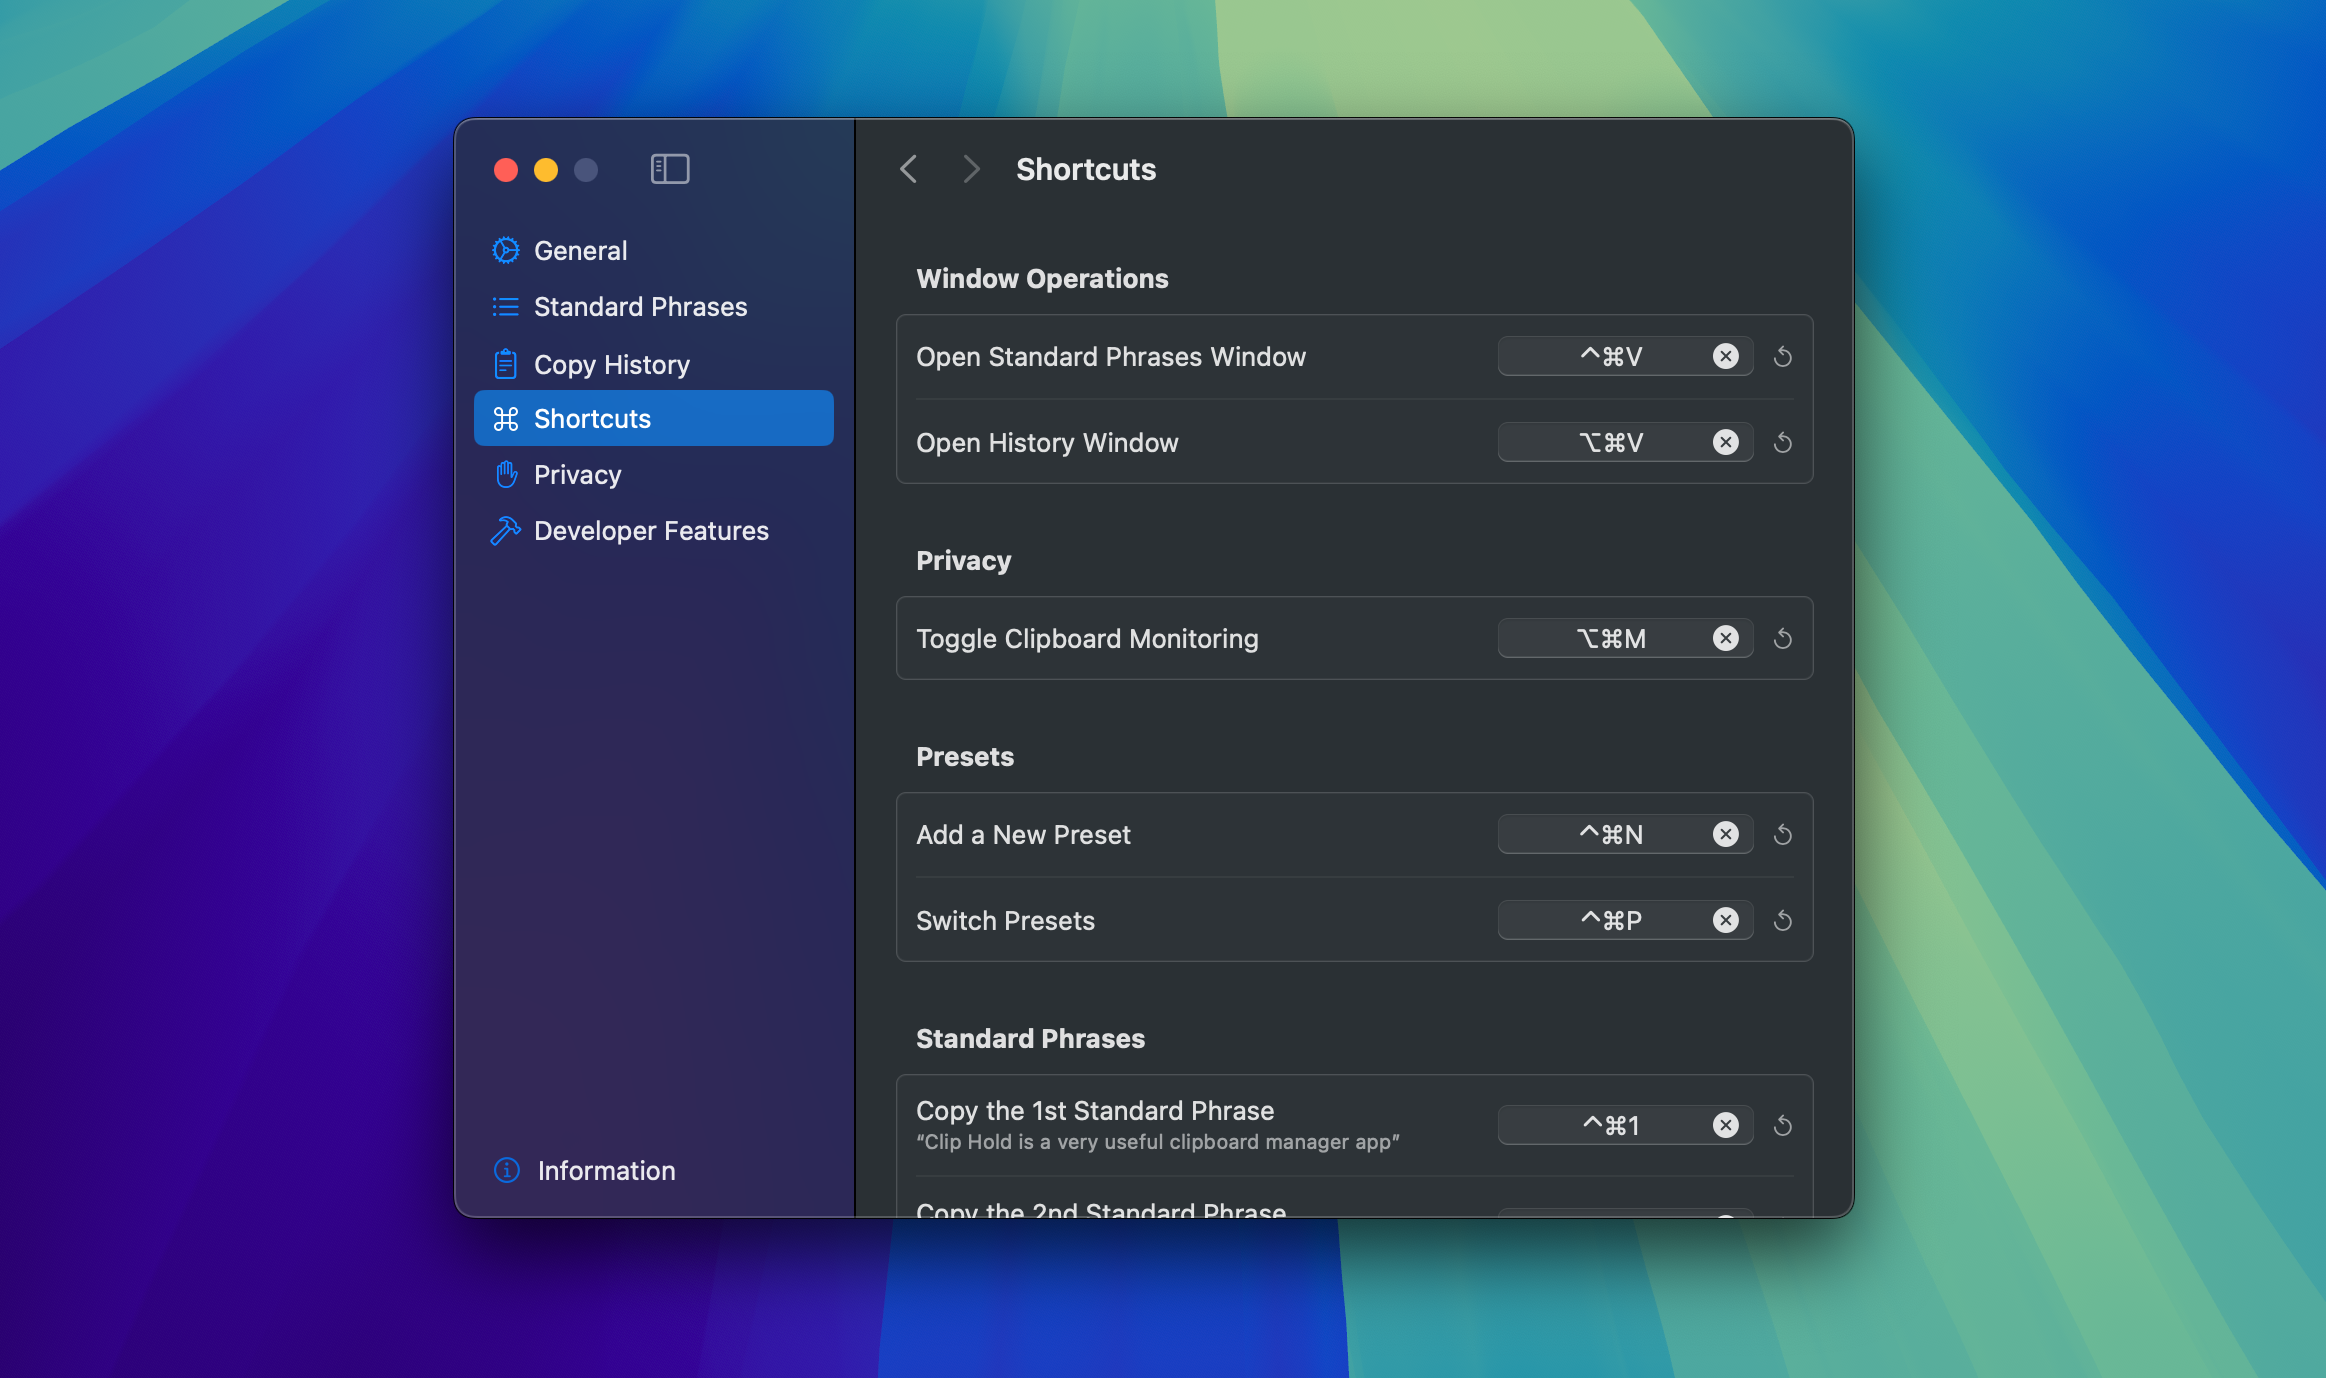 Shortcuts
General
Standard Phrases
Copy History
Shortcuts
Privacy
Developer Features
Information
Window Operations
Open Standard Phrases Window ^⌘V
Open History Window ⌥⌘V
Privacy
Toggle Clipboard Monitoring ⌥⌘M
Presets
Add a New Preset ^⌘N
Switch Presets ^⌘P
Standard Phrases
Copy the 1st Standard Phrase ^⌘1
“Clip Hold is a very useful clipboard manager app”
Copy the 2nd Standard Phrase